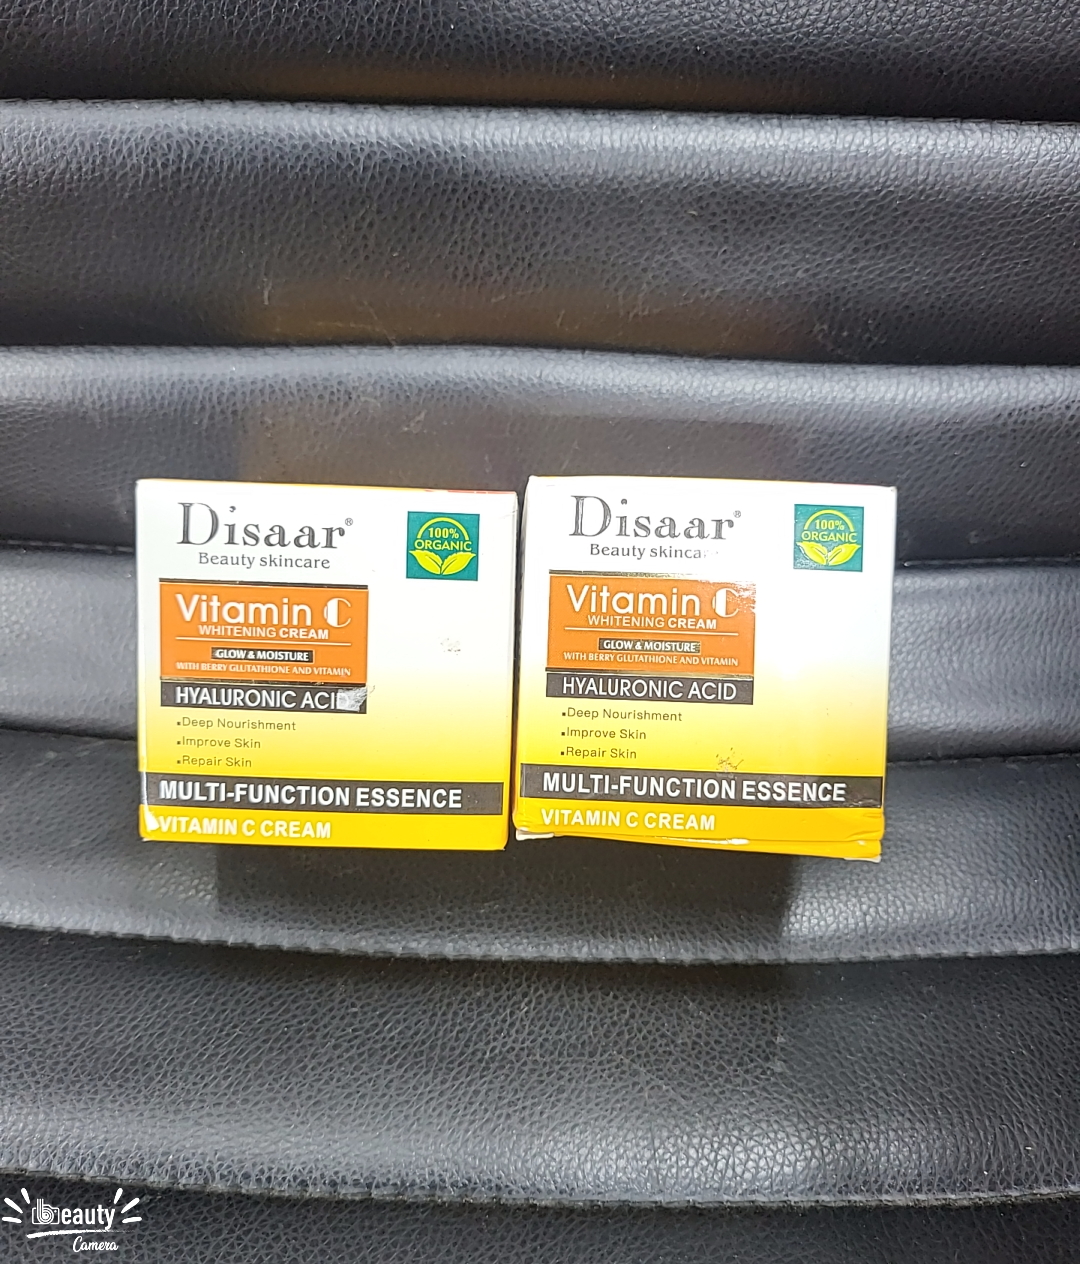 Disaar®
Beauty skincare
100%
ORGANIC
Vitamin C
WHITENING CREAM
GLOW & MOISTURE
WITH BERRY GLUTATHIONE AND VITAMIN
HYALURONIC ACID
▪Deep Nourishment
▪Improve Skin
▪Repair Skin
MULTI-FUNCTION ESSENCE
VITAMIN C CREAM
Disaar®
Beauty skincare
100%
ORGANIC
Vitamin C
WHITENING CREAM
GLOW & MOISTURE
WITH BERRY GLUTATHIONE AND VITAMIN
HYALURONIC ACID
▪Deep Nourishment
▪Improve Skin
▪Repair Skin
MULTI-FUNCTION ESSENCE
VITAMIN C CREAM
beauty
Camera